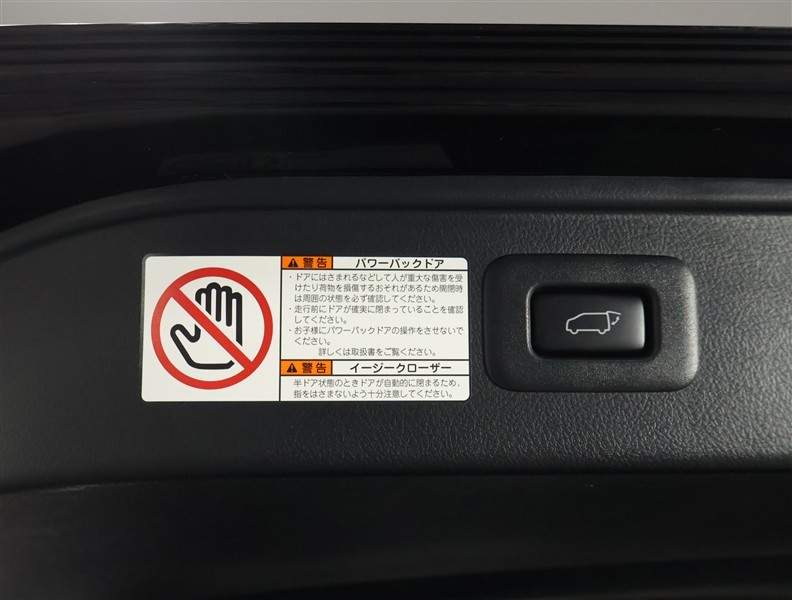 警告 パワーバックドア
・ドアにはさまれるなどして人が重大な傷害を受
けたり荷物を損傷するおそれがあるため開閉時
は周囲の状態を必ず確認してください。
・走行前にドアが確実に閉まっていることを確認
してください。
・お子様にパワーバックドアの操作をさせないで
ください。
詳しくは取扱書をご覧ください。
警告 イージークローザー
半ドア状態のときドアが自動的に閉まるため、
指をはさまないよう十分注意してください。